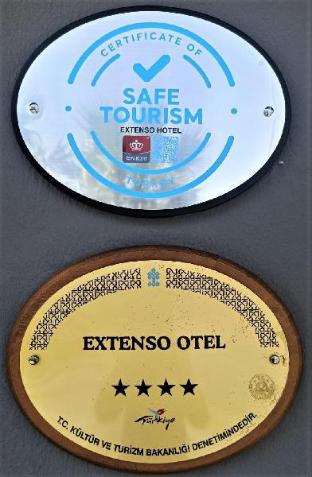 CERTIFICATE OF
SAFE
TOURISM
EXTENSO HOTEL
EXTENSO OTEL
Türkiye
T.C. KÜLTÜR VE TURİZM BAKANLIĞI DENETİMİNDEDİR.